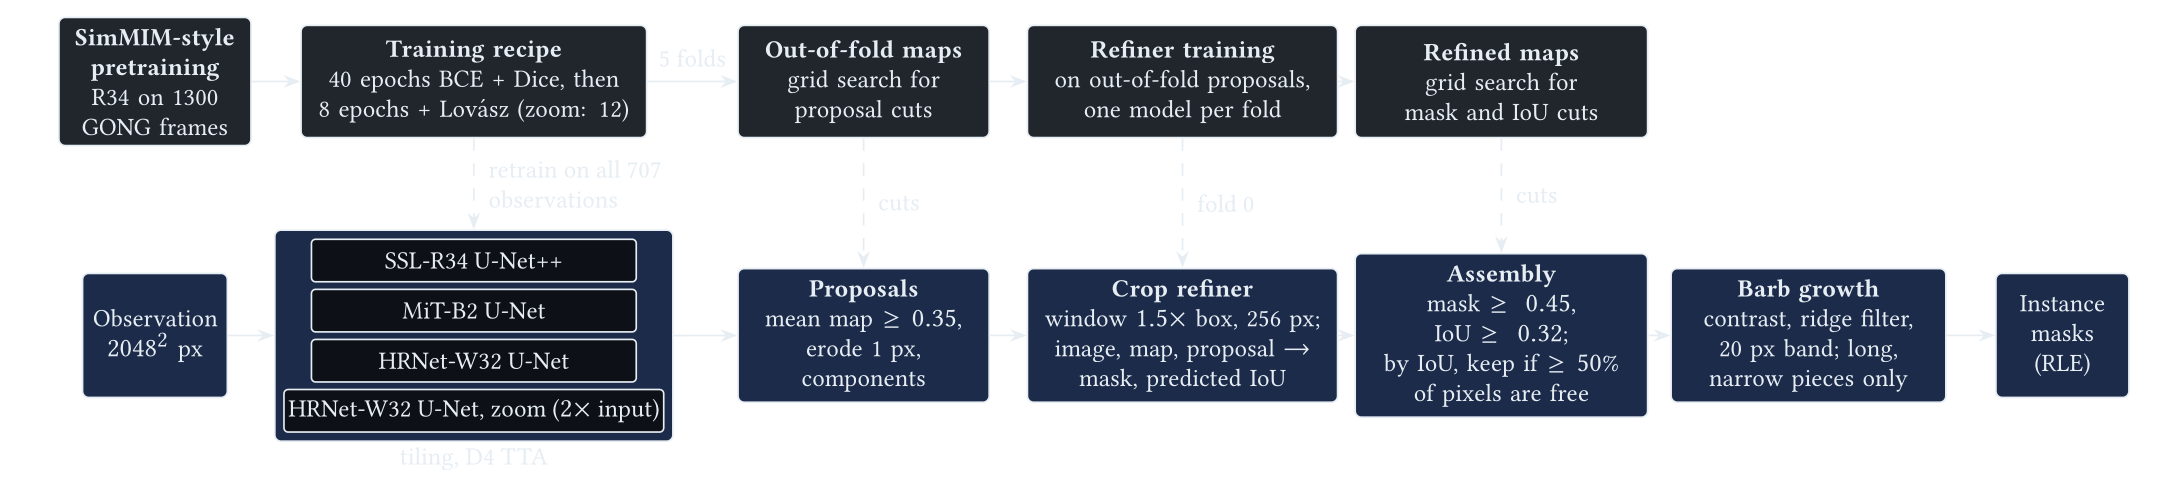 SimMIM-style
pretraining
R34 on 1300
GONG frames
Training recipe
40 epochs BCE + Dice, then
8 epochs + Lovász (zoom: 12)
5 folds
Out-of-fold maps
grid search for
proposal cuts
Refiner training
on out-of-fold proposals,
one model per fold
Refined maps
grid search for
mask and IoU cuts
retrain on all 707
observations
cuts
fold 0
cuts
Observation
2048² px
SSL-R34 U-Net++
MiT-B2 U-Net
HRNet-W32 U-Net
HRNet-W32 U-Net, zoom (2× input)
tiling, D4 TTA
Proposals
mean map ≥ 0.35,
erode 1 px,
components
Crop refiner
window 1.5× box, 256 px;
image, map, proposal →
mask, predicted IoU
Assembly
mask ≥ 0.45,
IoU ≥ 0.32;
by IoU, keep if ≥ 50%
of pixels are free
Barb growth
contrast, ridge filter,
20 px band; long,
narrow pieces only
Instance
masks
(RLE)